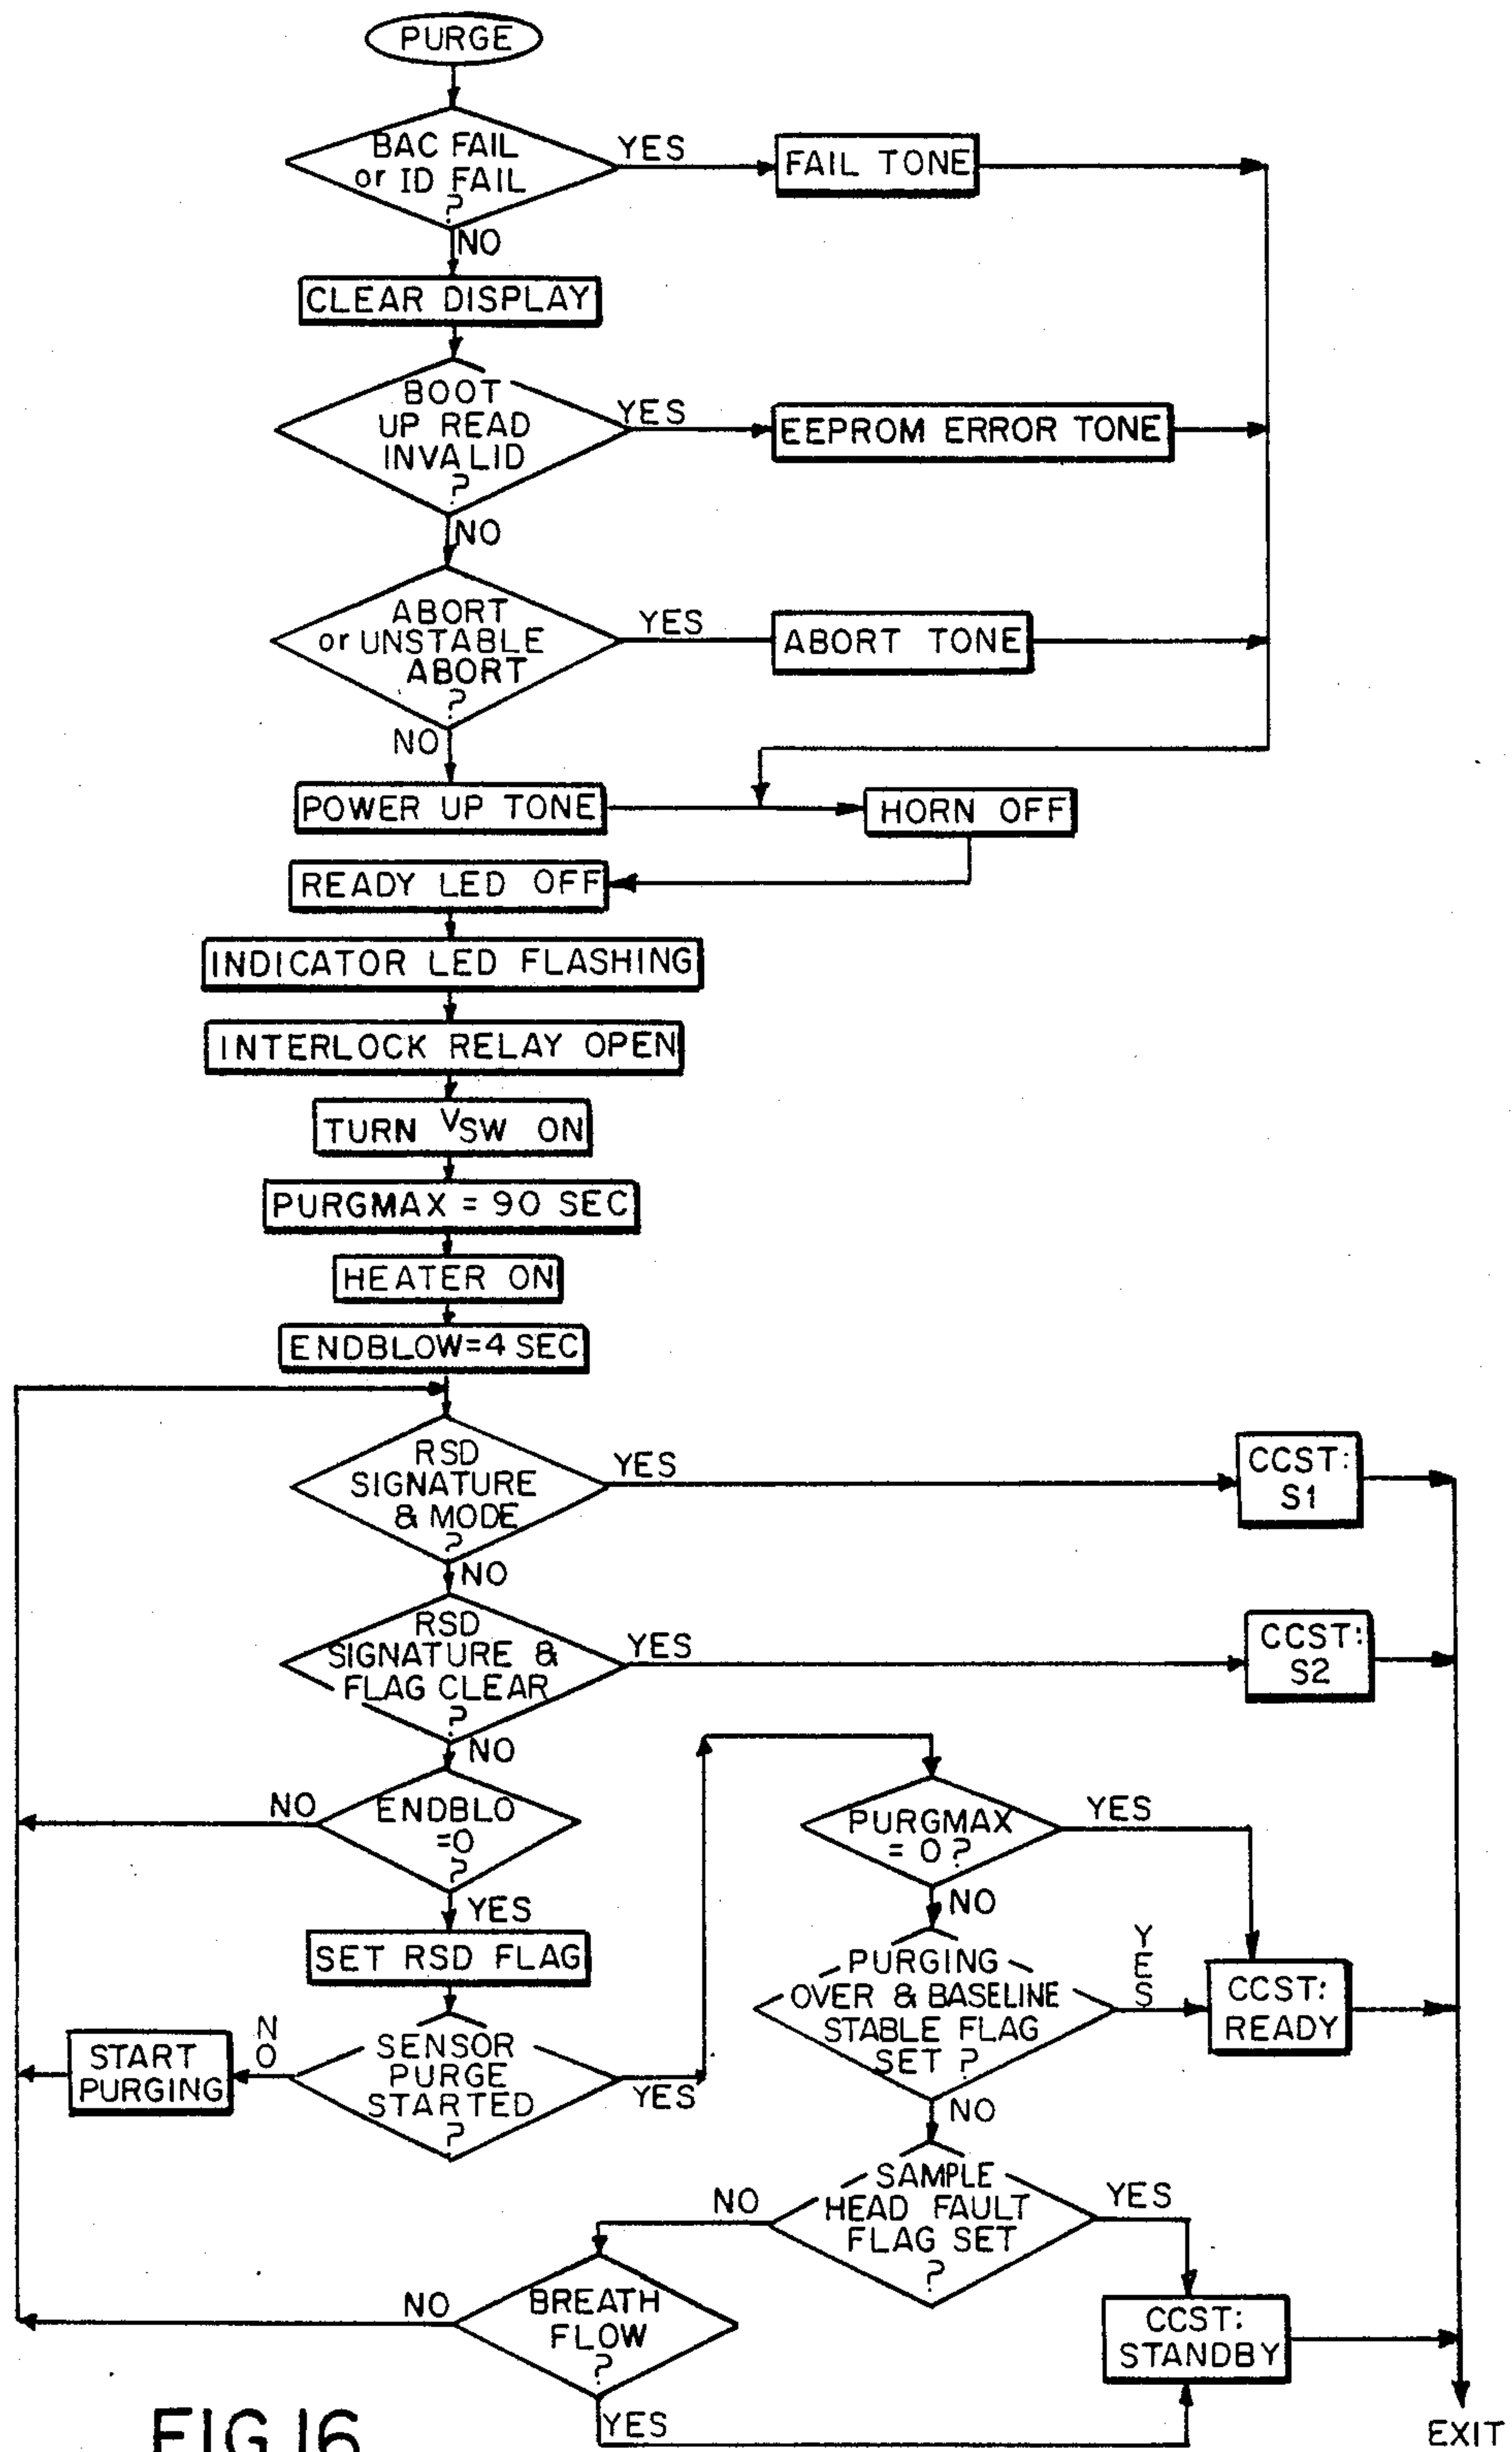 PURGE
BAC FAIL
or ID FAIL
?
YES
FAIL TONE
NO
CLEAR DISPLAY
BOOT
UP READ
INVALID
?
YES
EEPROM ERROR TONE
NO
ABORT
or UNSTABLE
ABORT
?
YES
ABORT TONE
NO
POWER UP TONE
HORN OFF
READY LED OFF
INDICATOR LED FLASHING
INTERLOCK RELAY OPEN
TURN VSW ON
PURGMAX = 90 SEC
HEATER ON
ENDBLOW=4 SEC
RSD
SIGNATURE
& MODE
?
YES
CCST:
S1
NO
RSD
SIGNATURE &
FLAG CLEAR
?
YES
CCST:
S2
NO
ENDBLO
=0
?
NO
YES
SET RSD FLAG
SENSOR
PURGE
STARTED
?
NO
START
PURGING
YES
PURGMAX
= 0?
YES
NO
PURGING
OVER & BASELINE
STABLE FLAG
SET ?
YES
CCST:
READY
NO
SAMPLE
HEAD FAULT
FLAG SET
?
NO
YES
BREATH
FLOW
?
NO
YES
CCST:
STANDBY
EXIT
FIG.16